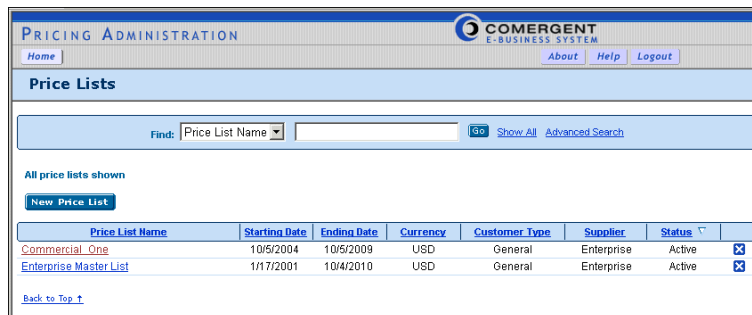 PRICING ADMINISTRATION
COMERGENT
E-BUSINESS SYSTEM
Home
About Help Logout
Price Lists
Find: Price List Name Go Show All Advanced Search
All price lists shown
New Price List
Price List Name Starting Date Ending Date Currency Customer Type Supplier Status
Commercial_One 10/5/2004 10/5/2009 USD General Enterprise Active
Enterprise Master List 1/17/2001 10/4/2010 USD General Enterprise Active
Back to Top ↑